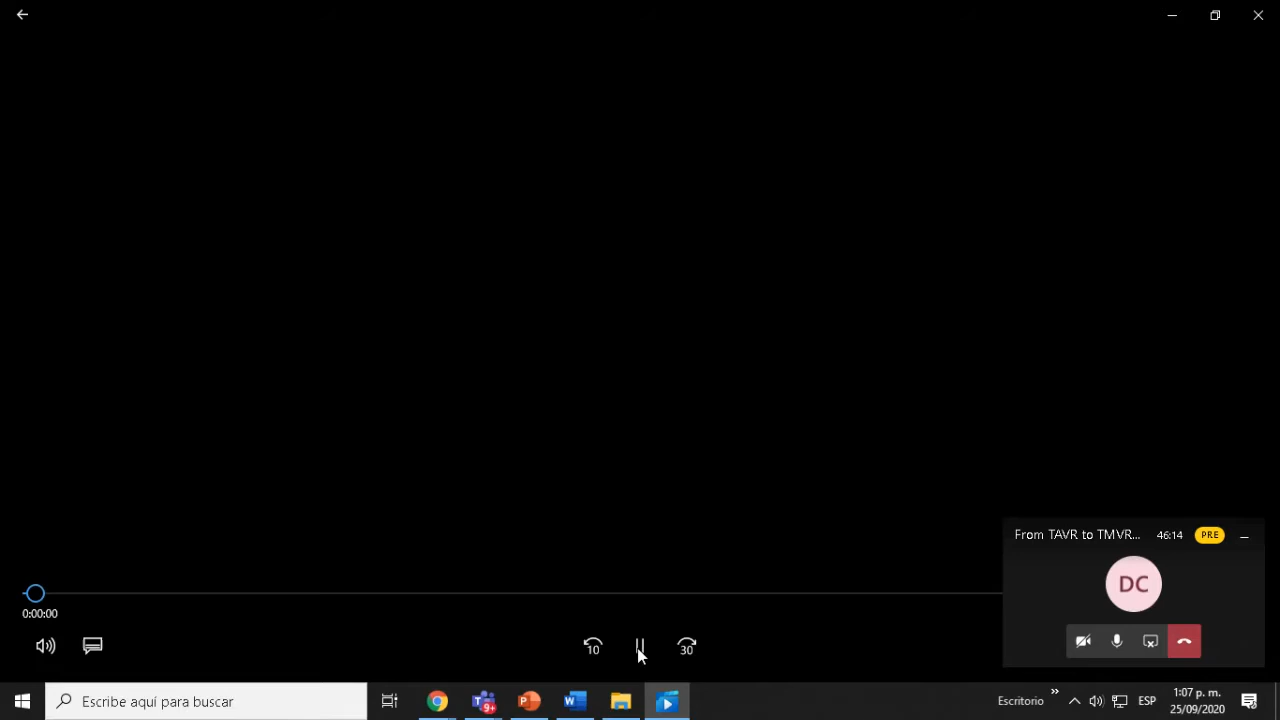 From TAVR to TMVR... 46:14 PRE
DC
0:00:00
10 30
Escribe aquí para buscar
9+
Escritorio
ESP
1:07 p. m.
25/09/2020